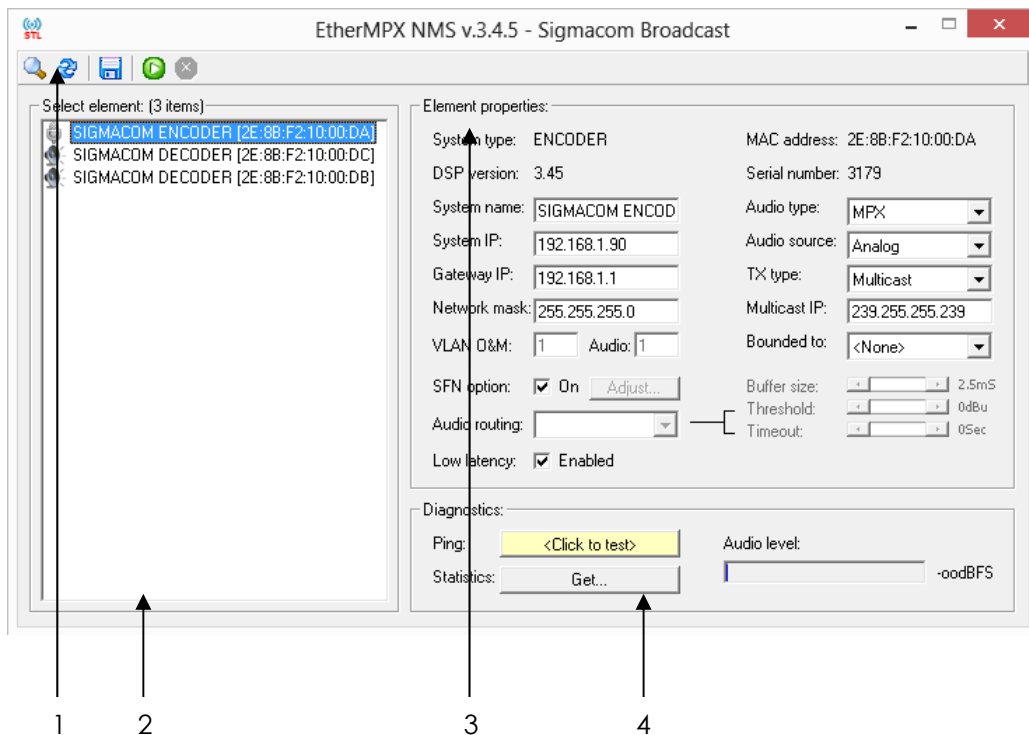 STL
EtherMPX NMS v.3.4.5 - Sigmacom Broadcast
Select element: (3 items)
SIGMACOM ENCODER [2E:8B:F2:10:00:DA]
SIGMACOM DECODER [2E:8B:F2:10:00:DC]
SIGMACOM DECODER [2E:8B:F2:10:00:DB]
Element properties:
System type: ENCODER
MAC address: 2E:8B:F2:10:00:DA
DSP version: 3.45
Serial number: 3179
System name: SIGMACOM ENCOD
Audio type: MPX
System IP: 192.168.1.90
Audio source: Analog
Gateway IP: 192.168.1.1
TX type: Multicast
Network mask: 255.255.255.0
Multicast IP: 239.255.255.239
VLAN O&M: 1 Audio: 1
Bounded to: <None>
SFN option: On Adjust...
Buffer size: 2.5mS
Threshold: 0dBu
Audio routing:
Timeout: 0Sec
Low latency: Enabled
Diagnostics:
Ping: <Click to test>
Audio level:
Statistics: Get...
-oodBFS
1 2 3 4